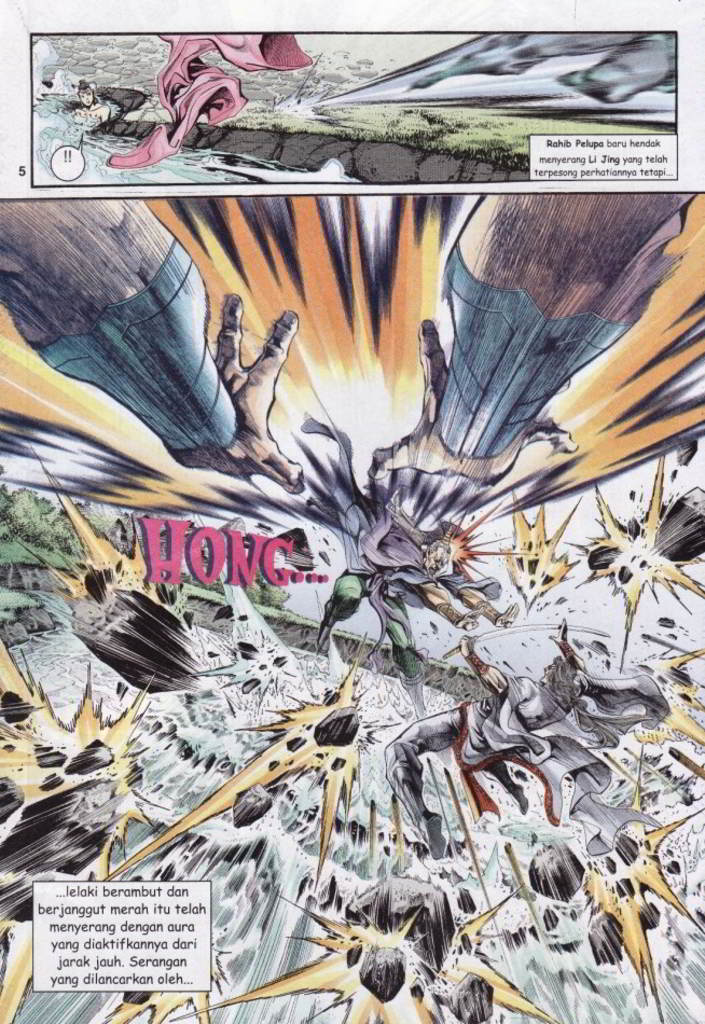 !!
Rahib Pelupa baru hendak
menyerang Li Jing yang telah
terpesong perhatiannya tetapi...
5
HONG...
...lelaki berambut dan
berjanggut merah itu telah
menyerang dengan aura
yang diaktifkannya dari
jarak jauh. Serangan
yang dilancarkan oleh...